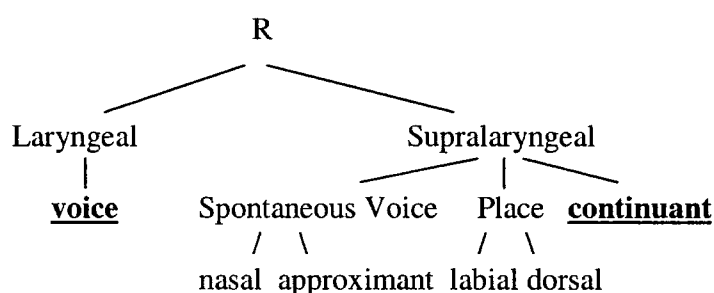 R
Laryngeal Supralaryngeal
voice Spontaneous Voice Place continuant
nasal approximant labial dorsal